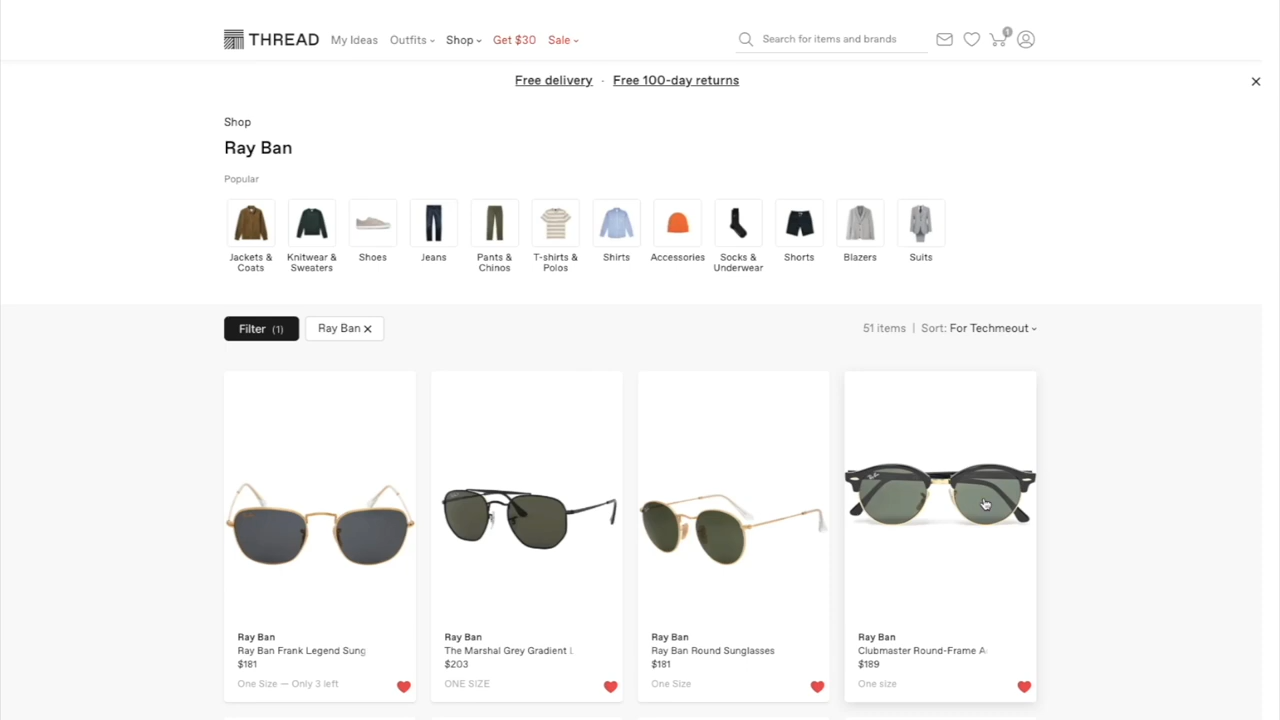 THREAD My Ideas Outfits Shop Get $30 Sale Search for items and brands 1
Free delivery · Free 100-day returns
Shop
Ray Ban
Popular
Jackets & Coats
Knitwear & Sweaters
Shoes
Jeans
Pants & Chinos
T-shirts & Polos
Shirts
Accessories
Socks & Underwear
Shorts
Blazers
Suits
Filter (1) Ray Ban 51 items | Sort: For Techmeout
Ray Ban
Ray Ban Frank Legend Sung
$181
One Size — Only 3 left
Ray Ban
The Marshal Grey Gradient
$203
ONE SIZE
Ray Ban
Ray Ban Round Sunglasses
$181
One Size
Ray Ban
Clubmaster Round-Frame
$189
One size